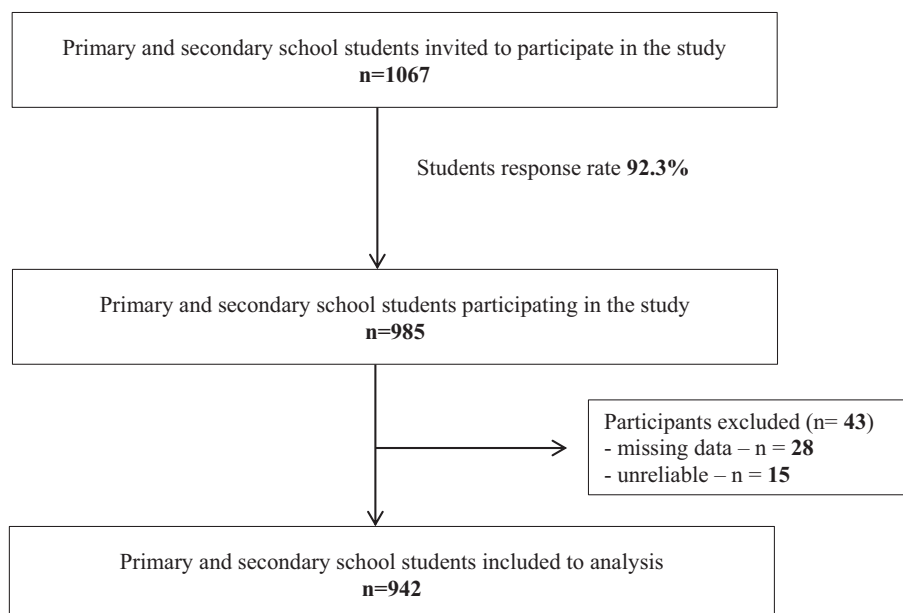 Primary and secondary school students invited to participate in the study
n=1067
Students response rate 92.3%
Primary and secondary school students participating in the study
n=985
Participants excluded (n= 43)
- missing data – n = 28
- unreliable – n = 15
Primary and secondary school students included to analysis
n=942